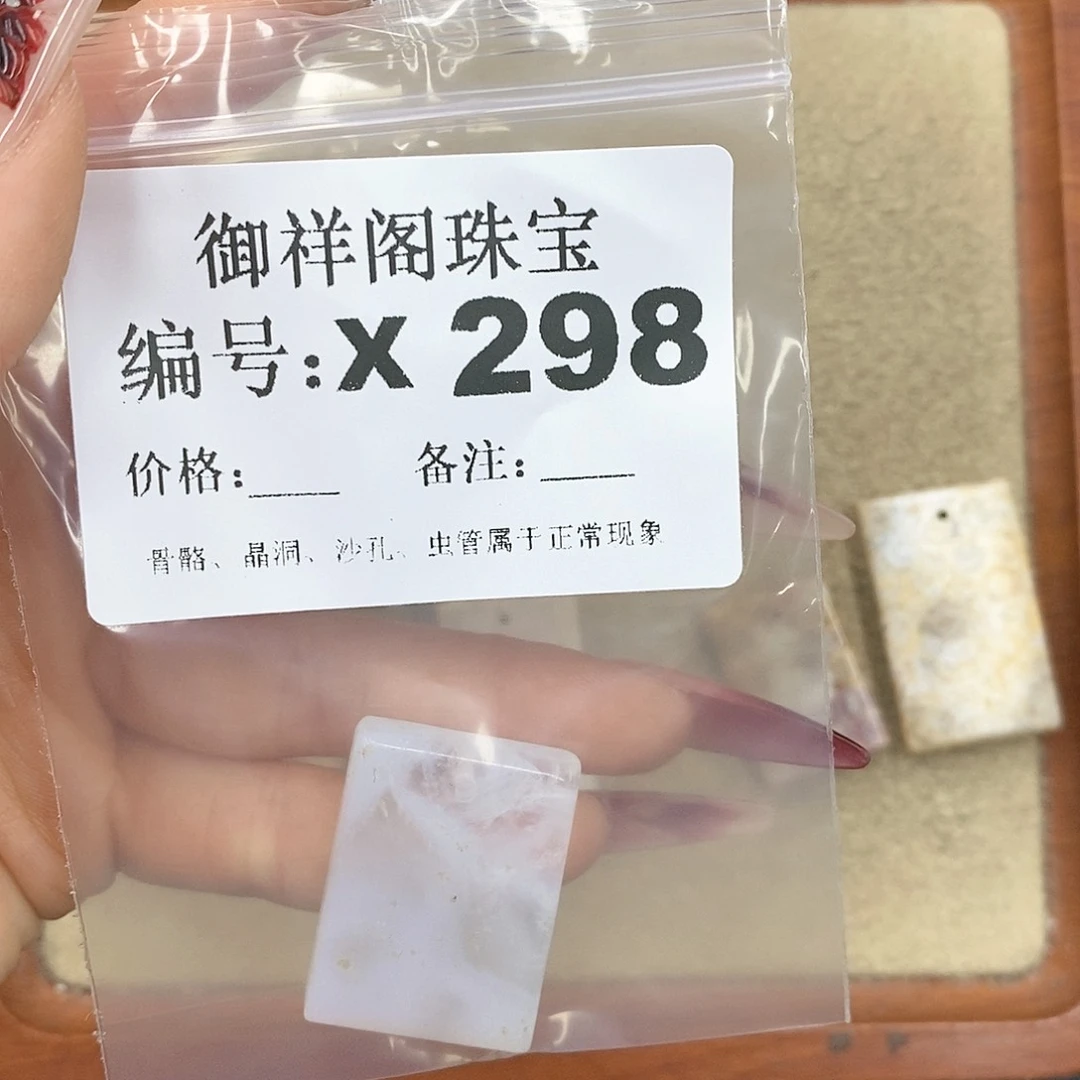 御祥阁珠宝
编号:X 298
价格:____ 备注:____
骨骼、晶洞、沙孔、虫管属于正常现象